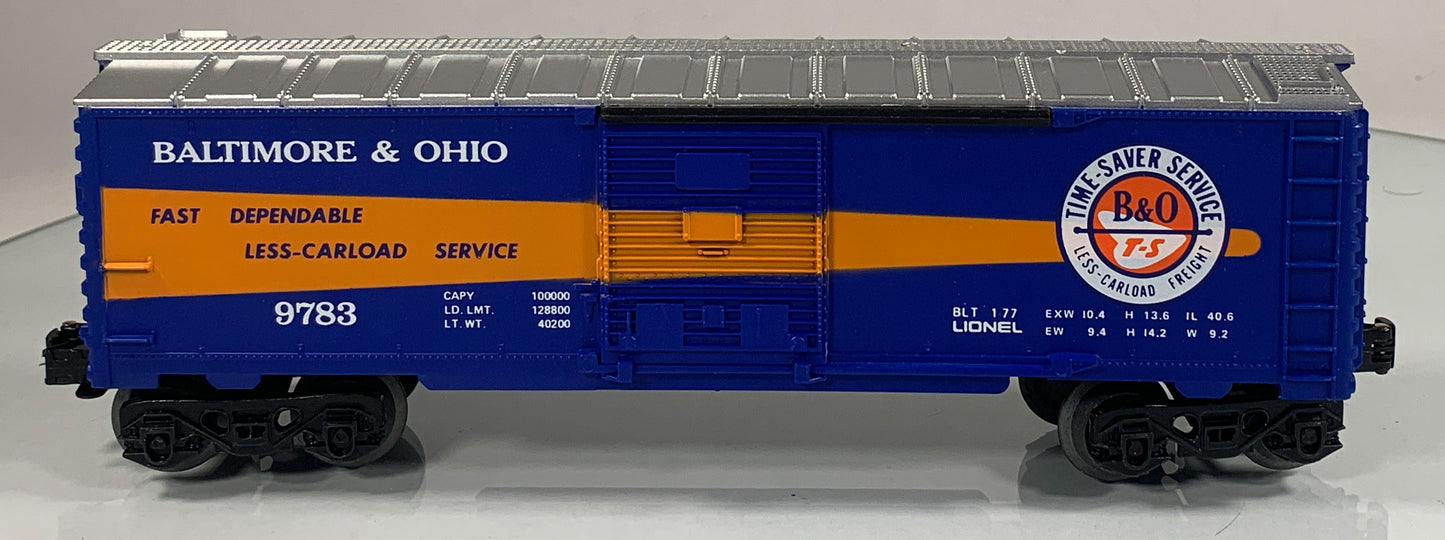 BALTIMORE & OHIO
FAST DEPENDABLE
LESS-CARLOAD SERVICE
9783
CAPY 100000
LD. LMT. 128800
LT. WT. 40200
TIME-SAVER SERVICE
B&O
T-S
LESS-CARLOAD FREIGHT
BLT 1 77
LIONEL
EXW 10.4 H 13.6 IL 40.6
EW 9.4 H 14.2 W 9.2